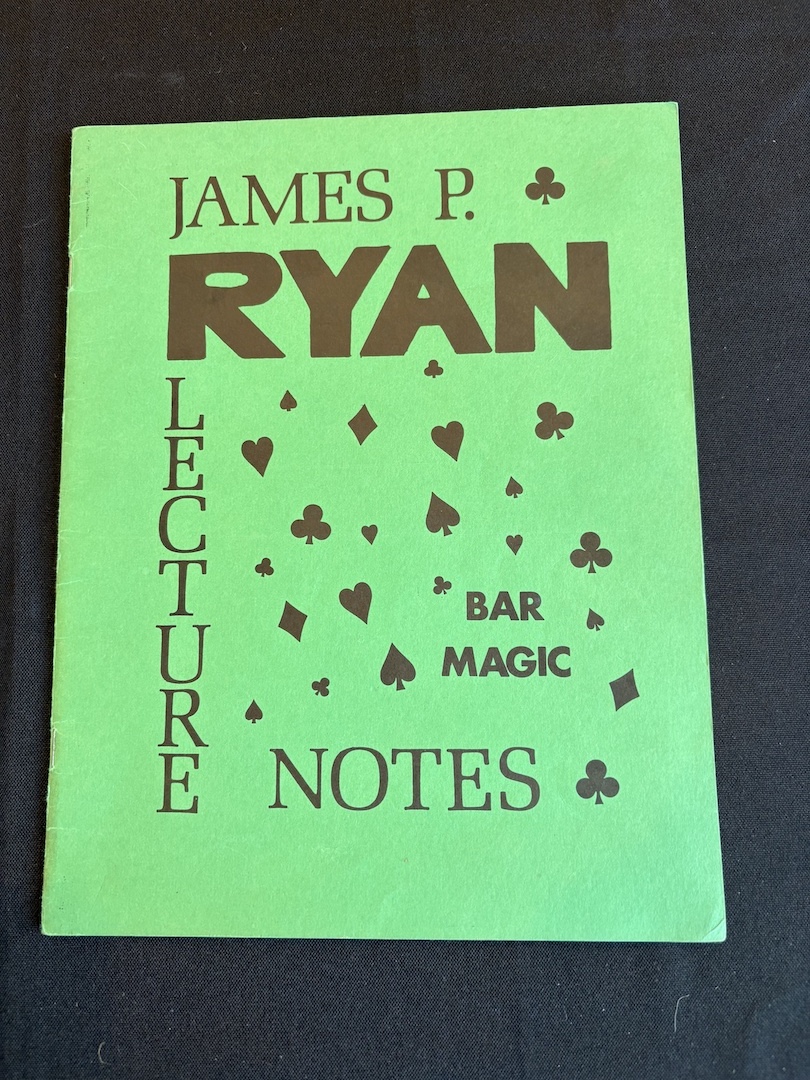 JAMES P.
RYAN
LECTURE
BAR
MAGIC
NOTES